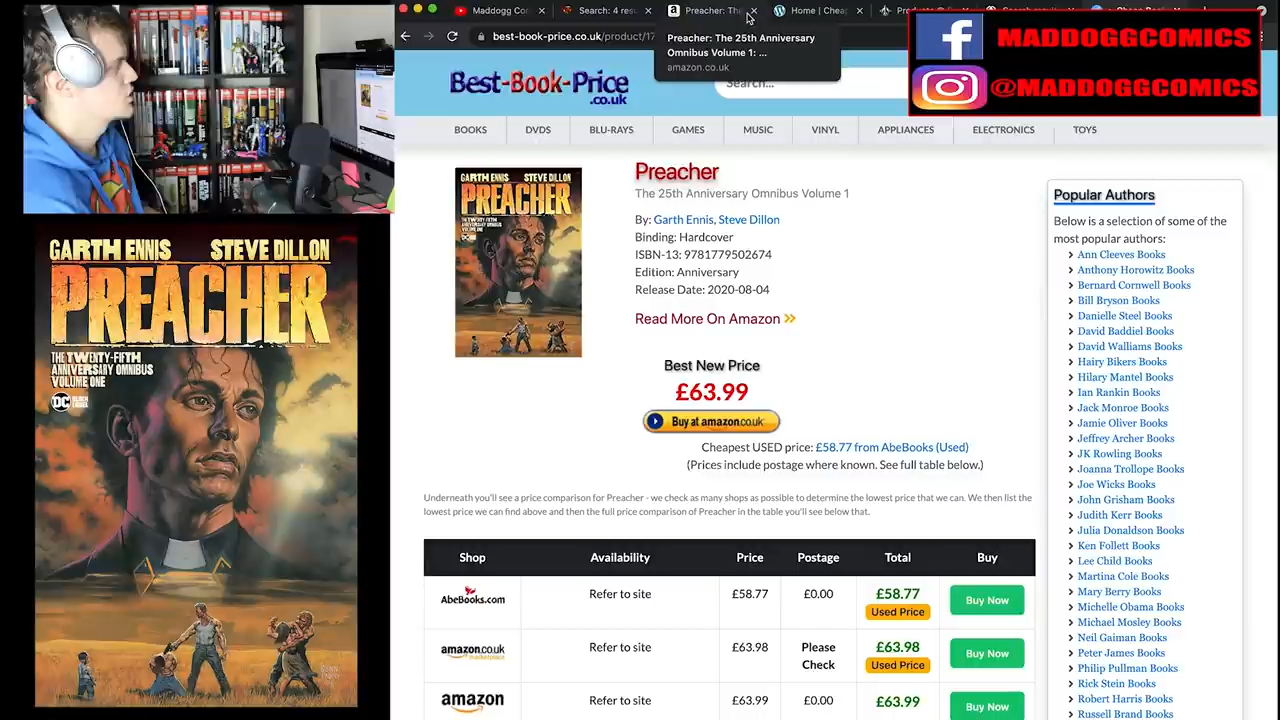 Maddogg Con
Search
a
Preacher: Th
Home | Chec
best-book-price.co.uk/product/17
Preacher: The 25th Anniversary
Omnibus Volume 1: ...
amazon.co.uk
f MADDOGGCOMICS
@MADDOGGCOMICS
Best-Book-Price
.co.uk
Search...
BOOKS DVDS BLU-RAYS GAMES MUSIC VINYL APPLIANCES ELECTRONICS TOYS
GARTH ENNIS STEVE DILLON
PREACHER
THE TWENTY-FIFTH
ANNIVERSARY OMNIBUS
VOLUME ONE
DC BLACK
LABEL
GARTH ENNIS STEVE DILLON
PREACHER
Preacher
The 25th Anniversary Omnibus Volume 1
By: Garth Ennis, Steve Dillon
Binding: Hardcover
ISBN-13: 9781779502674
Edition: Anniversary
Release Date: 2020-08-04
Read More On Amazon »
Best New Price
£63.99
Buy at amazon.co.uk
Cheapest USED price: £58.77 from AbeBooks (Used)
(Prices include postage where known. See full table below.)
Underneath you'll see a price comparison for Preacher - we check as many shops as possible to determine the lowest price that we can. We then list the
lowest price we can find above and then the full price comparison of Preacher in the table you'll see below that.
Shop Availability Price Postage Total Buy
AbeBooks.com Refer to site £58.77 £0.00 £58.77 Buy Now
Used Price
amazon.co.uk Refer to site £63.98 Please £63.98 Buy Now
marketplace Check Used Price
amazon Refer to site £63.99 £0.00 £63.99 Buy Now
Popular Authors
Below is a selection of some of the
most popular authors:
Ann Cleeves Books
Anthony Horowitz Books
Bernard Cornwell Books
Bill Bryson Books
Danielle Steel Books
David Baddiel Books
David Walliams Books
Hairy Bikers Books
Hilary Mantel Books
Ian Rankin Books
Jack Monroe Books
Jamie Oliver Books
Jeffrey Archer Books
JK Rowling Books
Joanna Trollope Books
Joe Wicks Books
John Grisham Books
Judith Kerr Books
Julia Donaldson Books
Ken Follett Books
Lee Child Books
Martina Cole Books
Mary Berry Books
Michelle Obama Books
Michael Mosley Books
Neil Gaiman Books
Peter James Books
Philip Pullman Books
Rick Stein Books
Robert Harris Books
Russell Brand Books